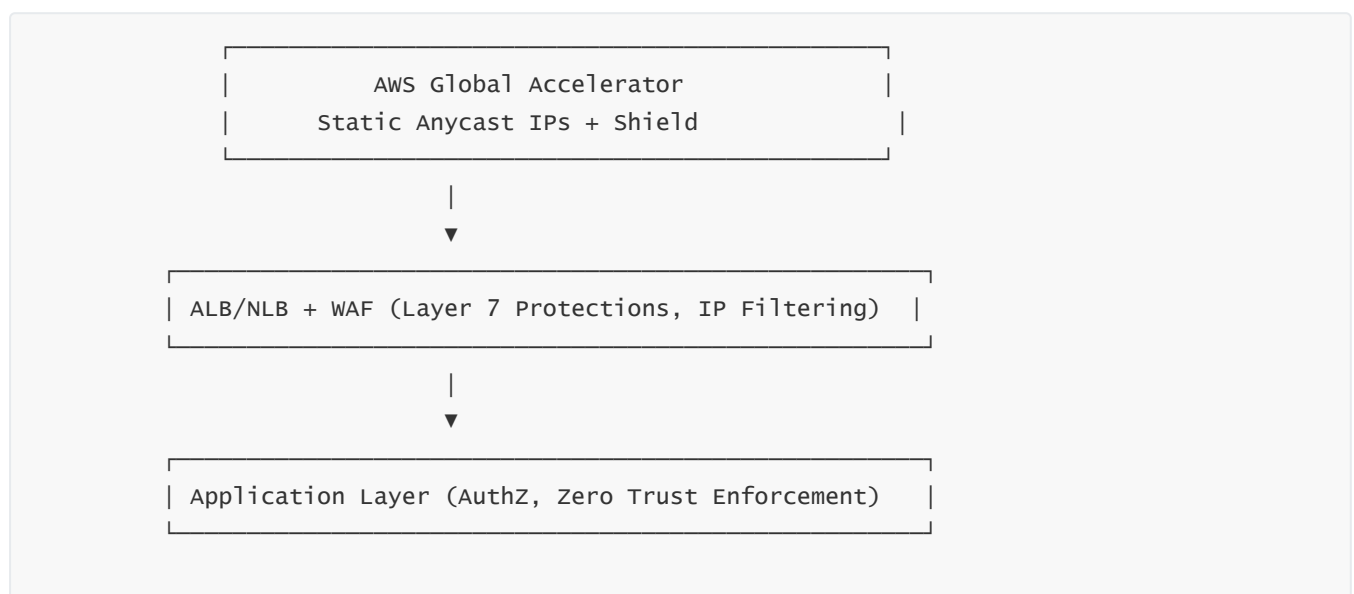 AWS Global Accelerator
Static Anycast IPs + Shield
ALB/NLB + WAF (Layer 7 Protections, IP Filtering)
Application Layer (AuthZ, Zero Trust Enforcement)